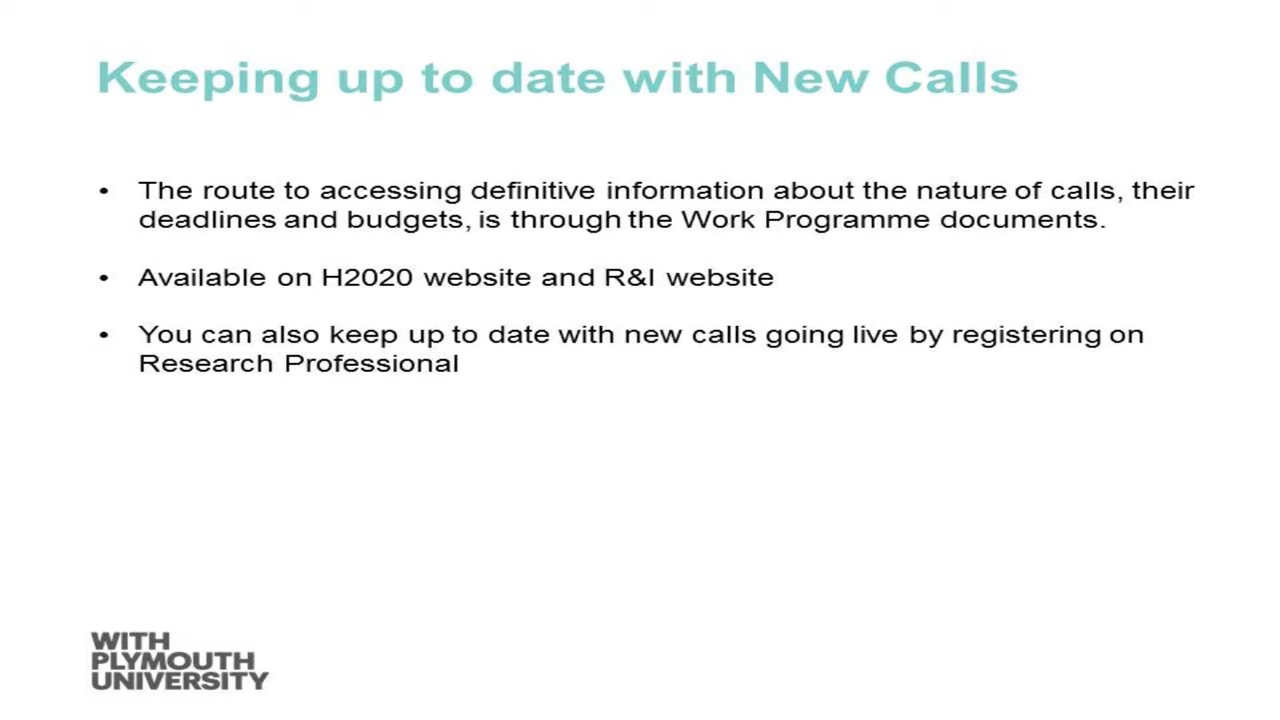 Keeping up to date with New Calls
• The route to accessing definitive information about the nature of calls, their
deadlines and budgets, is through the Work Programme documents.
• Available on H2020 website and R&I website
• You can also keep up to date with new calls going live by registering on
Research Professional
WITH
PLYMOUTH
UNIVERSITY